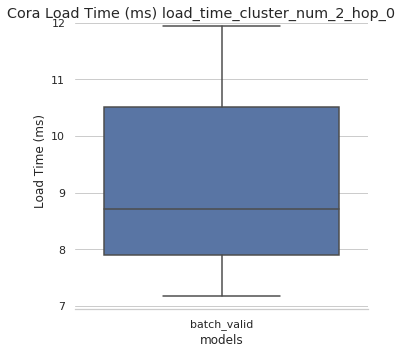 Cora Load Time (ms) load_time_cluster_num_2_hop_0
12
11
10
9
8
7
Load Time (ms)
batch_valid
models